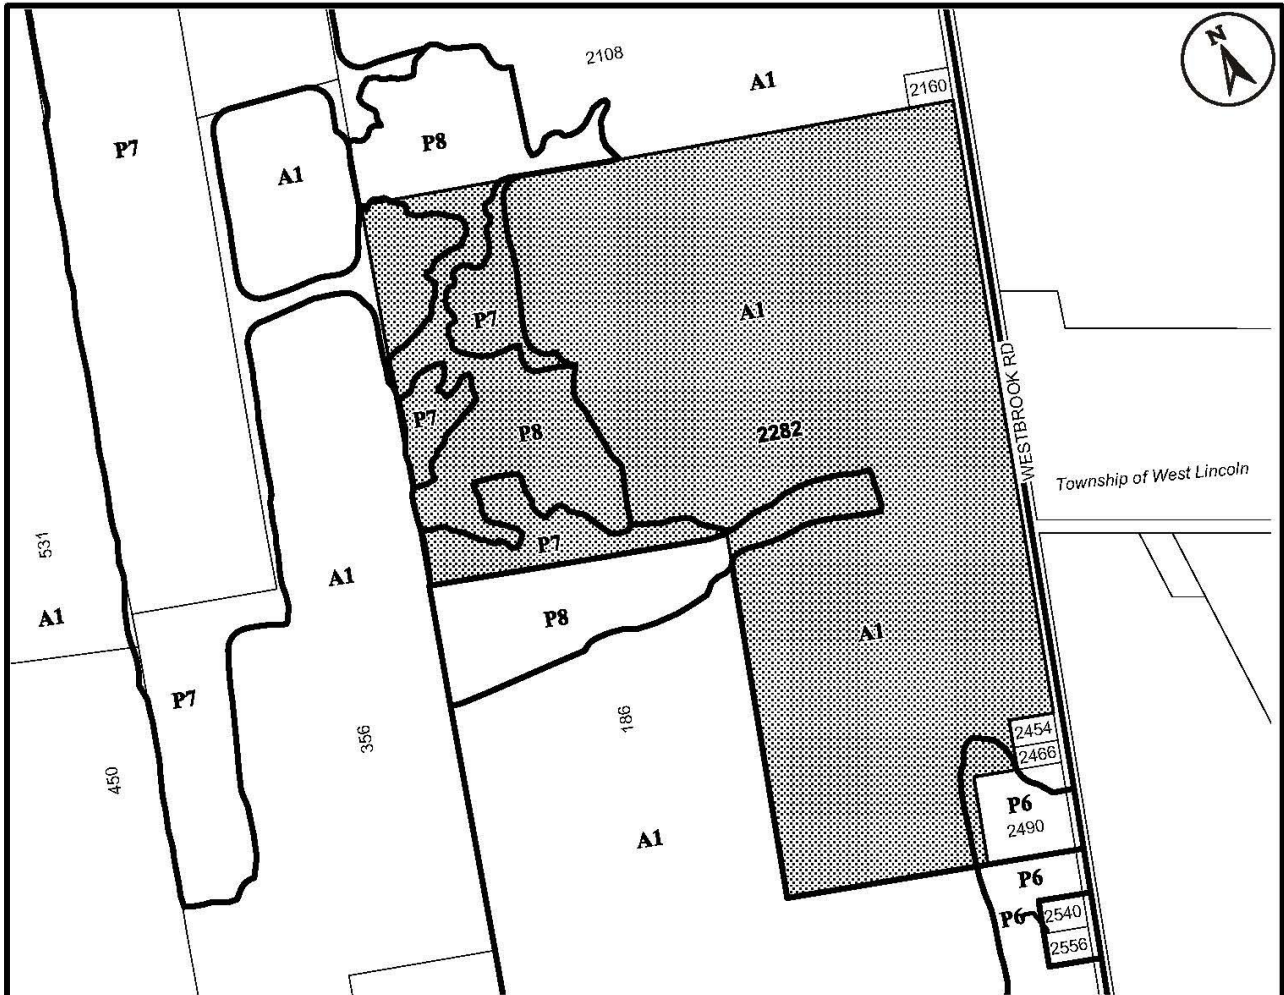 N
2108
A1
2160
P7
P8
A1
P7
A1
WESTBROOK RD
P7
P8
2282
Township of West Lincoln
531
P7
A1
A1
P8
A1
P7
2454
2466
356
186
450
P6
2490
A1
P6
P6
2540
2556